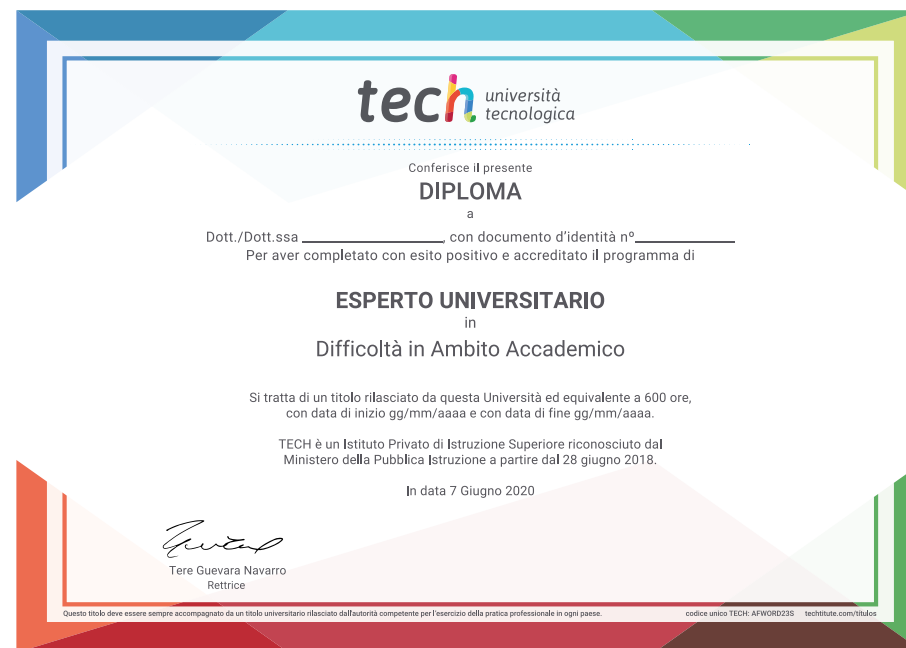 tech università
tecnologica
Conferisce il presente
DIPLOMA
a
Dott./Dott.ssa ______________, con documento d'identità nº__________
Per aver completato con esito positivo e accreditato il programma di
ESPERTO UNIVERSITARIO
in
Difficoltà in Ambito Accademico
Si tratta di un titolo rilasciato da questa Università ed equivalente a 600 ore,
con data di inizio gg/mm/aaaa e con data di fine gg/mm/aaaa.
TECH è un Istituto Privato di Istruzione Superiore riconosciuto dal
Ministero della Pubblica Istruzione a partire dal 28 giugno 2018.
In data 7 Giugno 2020
Tere Guevara Navarro
Rettrice
Questo titolo deve essere sempre accompagnato da un titolo universitario rilasciato dall'autorità competente per l'esercizio della pratica professionale in ogni paese. codice unico TECH: AFWORD23S techtitute.com/titulos